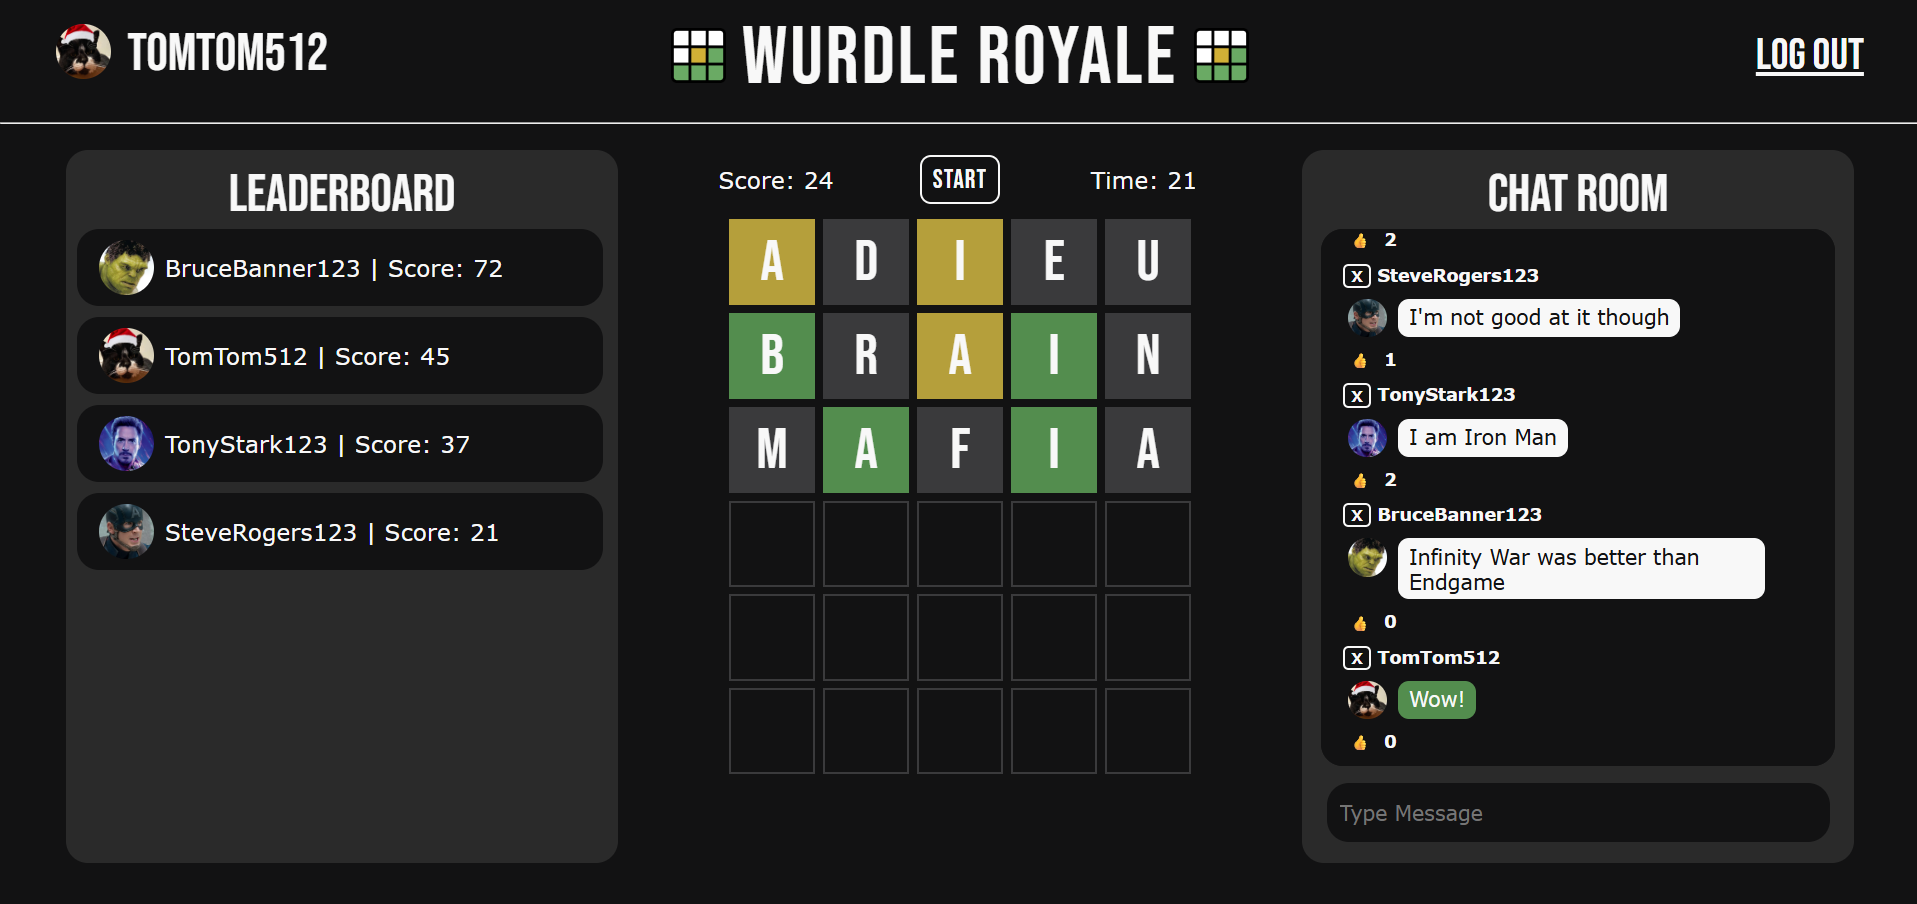 TOMTOM512
WURDLE ROYALE
LOG OUT
LEADERBOARD
BruceBanner123 | Score: 72
TomTom512 | Score: 45
TonyStark123 | Score: 37
SteveRogers123 | Score: 21
Score: 24
START
Time: 21
A D I E U
B R A I N
M A F I A
CHAT ROOM
👍 2
X SteveRogers123
I'm not good at it though
👍 1
X TonyStark123
I am Iron Man
👍 2
X BruceBanner123
Infinity War was better than
Endgame
👍 0
X TomTom512
Wow!
👍 0
Type Message